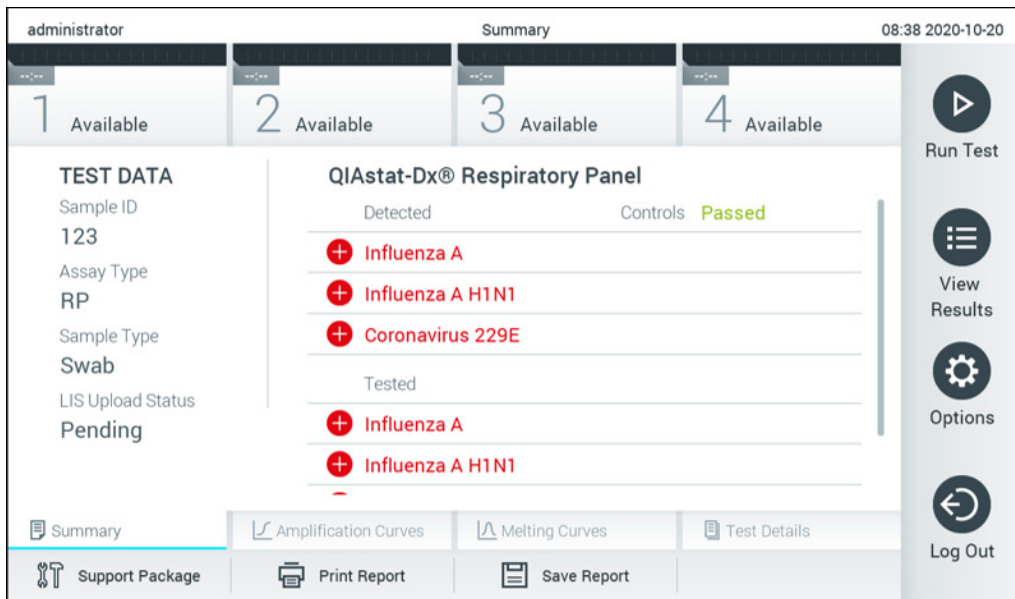 administrator
Summary
08:38 2020-10-20
--:--
1 Available
--:--
2 Available
--:--
3 Available
--:--
4 Available
Run Test
View
Results
Options
Log Out
TEST DATA
Sample ID
123
Assay Type
RP
Sample Type
Swab
LIS Upload Status
Pending
QIAstat-Dx® Respiratory Panel
Detected
Controls Passed
Influenza A
Influenza A H1N1
Coronavirus 229E
Tested
Influenza A
Influenza A H1N1
Summary
Amplification Curves
Melting Curves
Test Details
Support Package
Print Report
Save Report